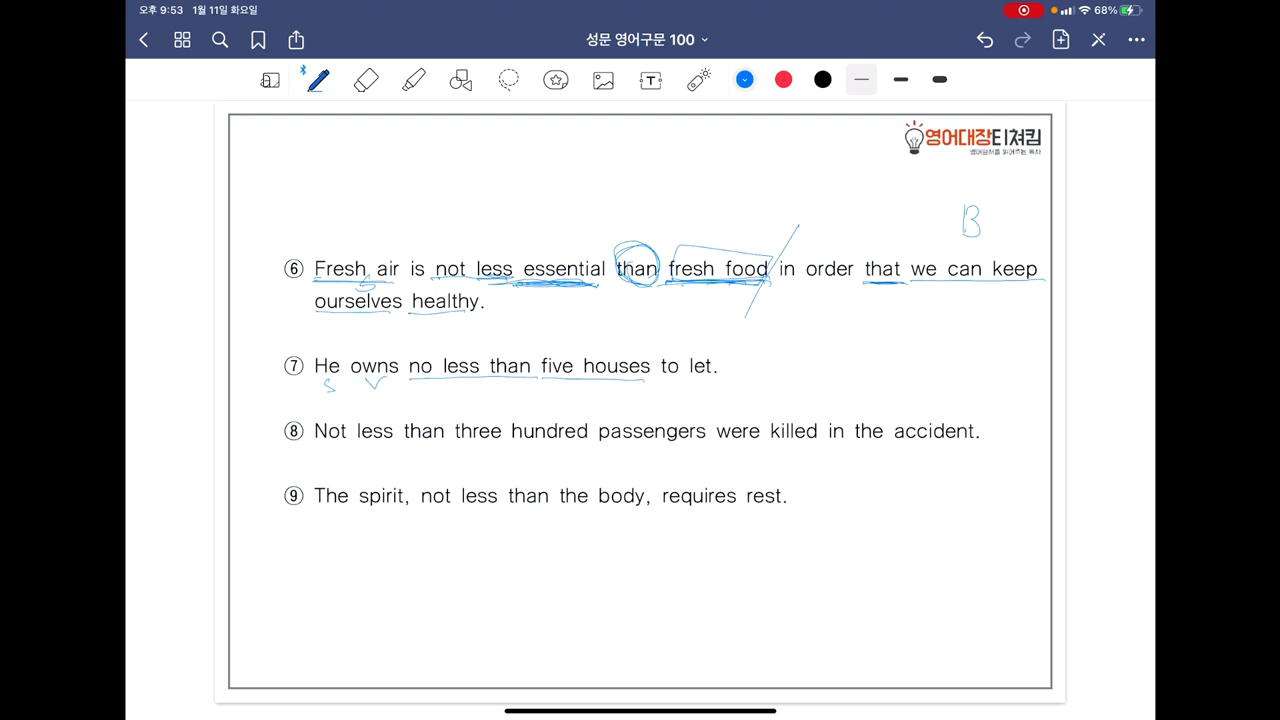 오후 9:53 1월 11일 화요일
68%
성문 영어구문 100
영어대장티쳐킴
B
⑥ Fresh air is not less essential than fresh food in order that we can keep
S
ourselves healthy.
⑦ He owns no less than five houses to let.
S V
⑧ Not less than three hundred passengers were killed in the accident.
⑨ The spirit, not less than the body, requires rest.